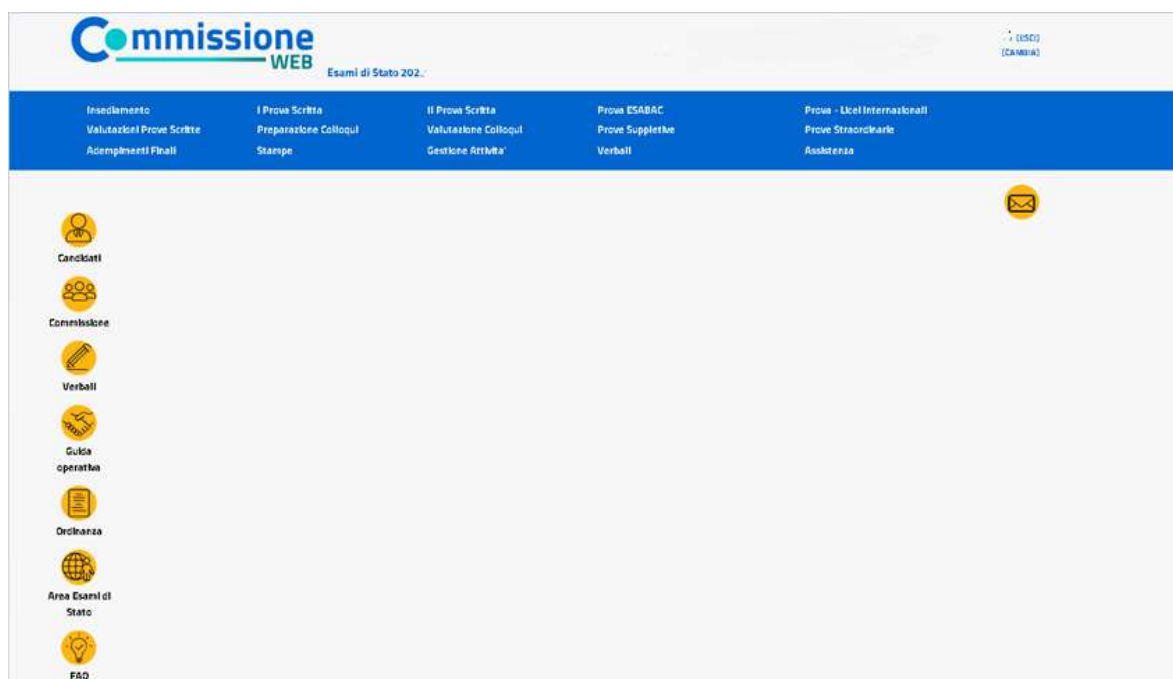 Commissione
WEB
Esami di Stato 202
[ESCI]
[CAMBIA]
Insediamento
I Prova Scritta
II Prova Scritta
Prova ESABAC
Prova - Licei Internazionali
Valutazioni Prove Scritte
Preparazione Colloqui
Valutazione Colloqui
Prove Suppletive
Prove Straordinarie
Adempimenti Finali
Stampe
Gestione Attivita'
Verbali
Assistenza
Candidati
Commissione
Verbali
Guida
operativa
Ordinanza
Area Esami di
Stato
FAQ